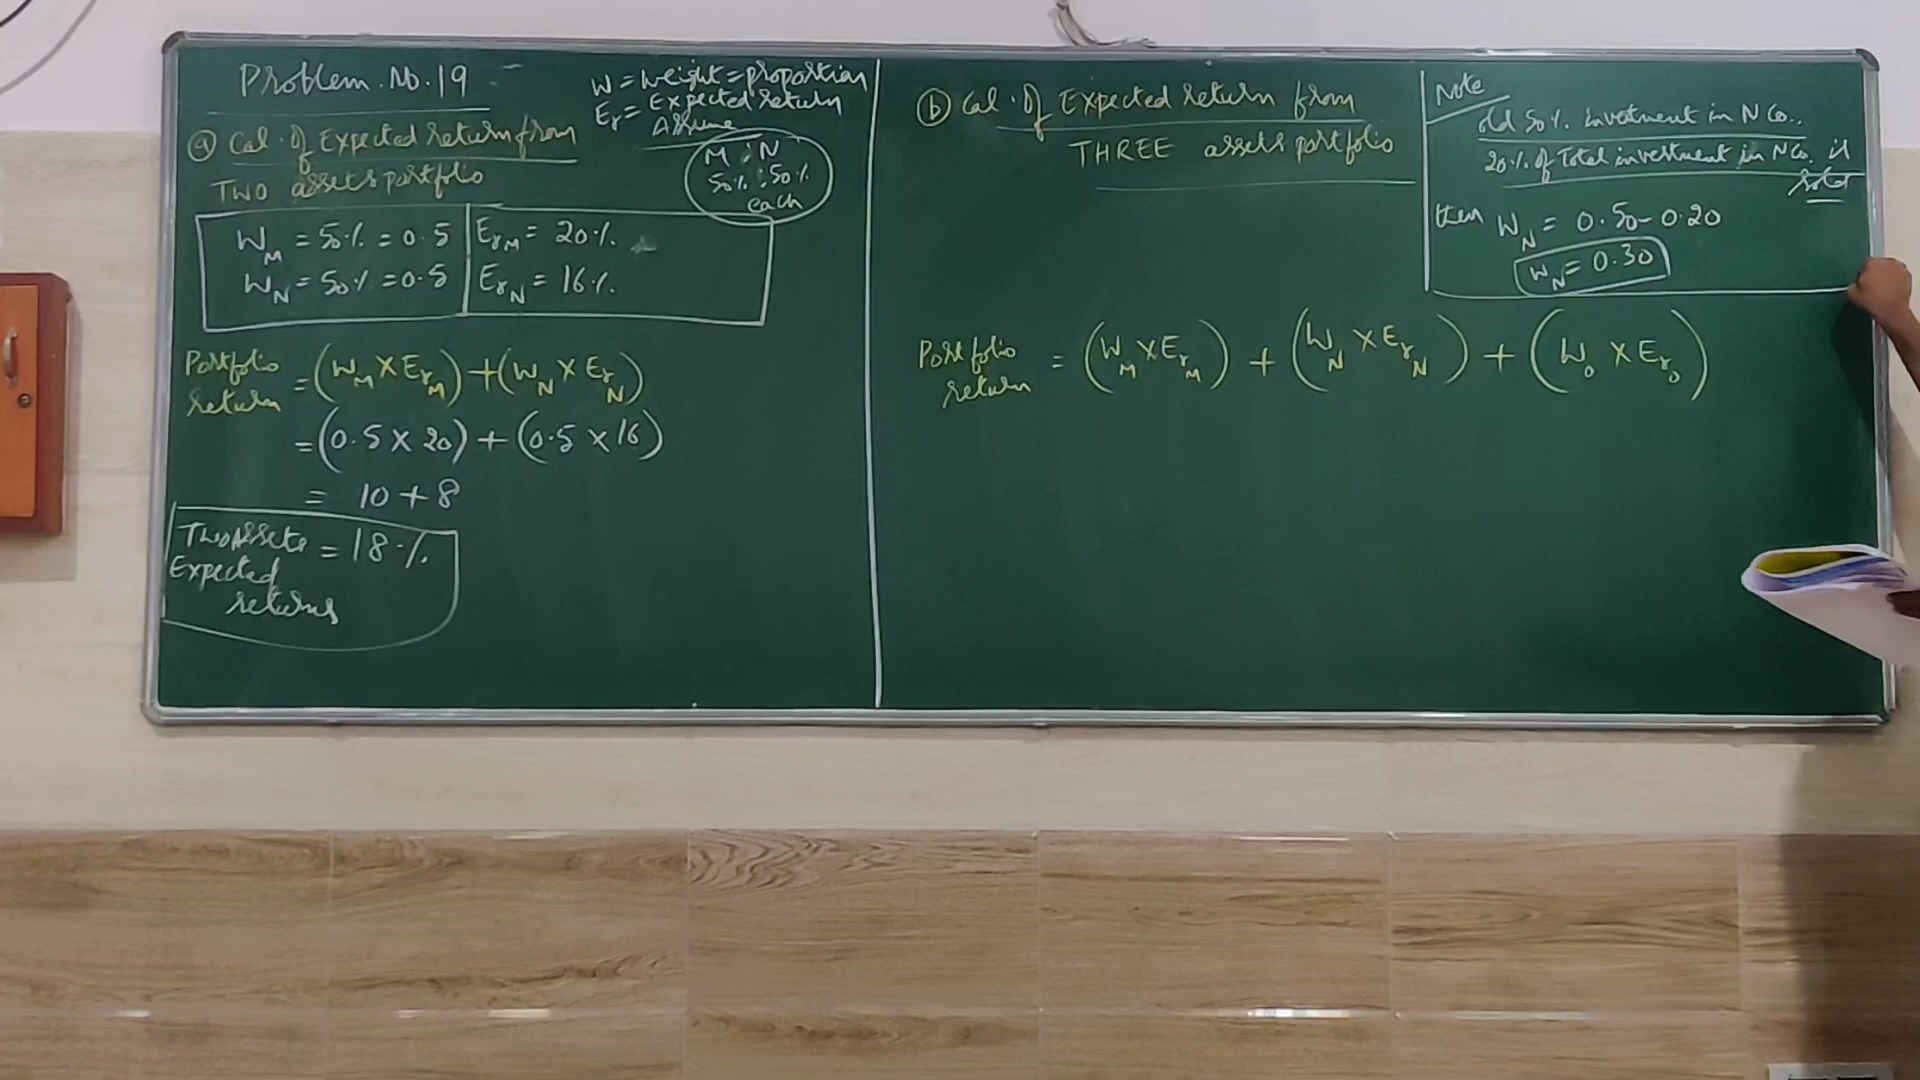 Problem.No.19
W = Weight = proportion
Er = Expected return
Assume
M : N
50% : 50%
each
(a) Cal. Of Expected return from
TWO assets portfolio
WM = 50% = 0.5
WN = 50% = 0.5
ErM = 20%.
ErN = 16%.
Portfolio return = (WM × ErM) + (WN × ErN)
= (0.5 × 20) + (0.5 × 16)
= 10 + 8
Two Assets = 18%
Expected
returns
(b) Cal. Of Expected return from
THREE assets portfolio
Note
old 50% investment in N Co..
20% of Total investment in N Co. is
sold
then WN = 0.50 - 0.20
WN = 0.30
Portfolio return = (WM × ErM) + (WN × ErN) + (WO × ErO)